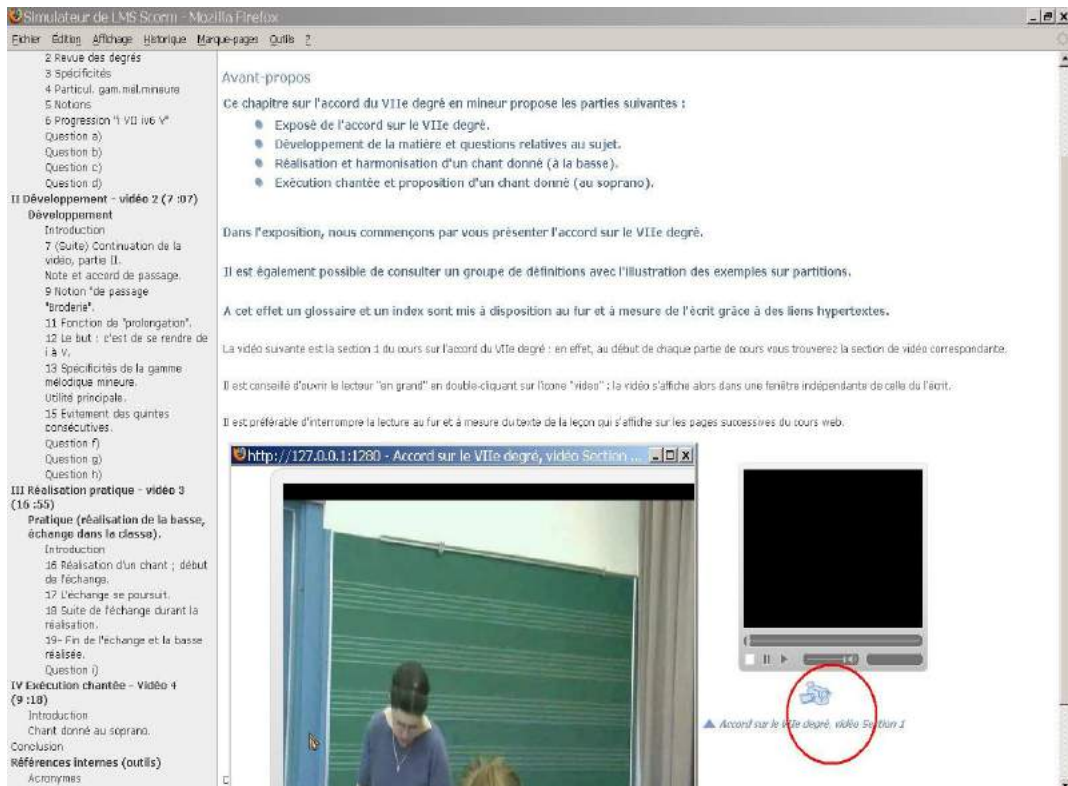 Simulateur de LMS Scorm - Mozilla Firefox
Fichier Édition Affichage Historique Marque-pages Outils ?
2 Revue des degrés
3 Spécificités
4 Particul. gam.mél.mineure
5 Notions
6 Progression "i VII iv6 V"
Question a)
Question b)
Question c)
Question d)
II Développement - vidéo 2 (7 :07)
Développement
Introduction
7 (Suite) Continuation de la
vidéo, partie II.
Note et accord de passage.
9 Notion "de passage
"Broderie".
11 Fonction de "prolongation".
12 Le but : c'est de se rendre de
i à V.
13 Spécificités de la gamme
mélodique mineure.
Utilité principale.
15 Evitement des quintes
consécutives.
Question f)
Question g)
Question h)
III Réalisation pratique - vidéo 3
(16 :55)
Pratique (réalisation de la basse,
échange dans la classe).
Introduction
16 Réalisation d'un chant ; début
de l'échange.
17 L'échange se poursuit.
18 Suite de l'échange durant la
réalisation.
19- Fin de l'échange et la basse
réalisée.
Question i)
IV Exécution chantée - Vidéo 4
(9 :18)
Introduction
Chant donné au soprano.
Conclusion
Références internes (outils)
Acronymes
Avant-propos
Ce chapitre sur l'accord du VIIe degré en mineur propose les parties suivantes :
Exposé de l'accord sur le VIIe degré.
Développement de la matière et questions relatives au sujet.
Réalisation et harmonisation d'un chant donné (à la basse).
Exécution chantée et proposition d'un chant donné (au soprano).
Dans l'exposition, nous commençons par vous présenter l'accord sur le VIIe degré.
Il est également possible de consulter un groupe de définitions avec l'illustration des exemples sur partitions.
A cet effet un glossaire et un index sont mis à disposition au fur et à mesure de l'écrit grâce à des liens hypertextes.
La vidéo suivante est la section 1 du cours sur l'accord du VIIe degré : en effet, au début de chaque partie de cours vous trouverez la section de vidéo correspondante.
Il est conseillé d'ouvrir le lecteur "en grand" en double-cliquant sur l'icone "video" : la vidéo s'affiche alors dans une fenêtre indépendante de celle de l'écrit.
Il est préférable d'interrompre la lecture au fur et à mesure du texte de la leçon qui s'affiche sur les pages successives du cours web.
http://127.0.0.1:1280 - Accord sur le VIIe degré, vidéo Section ...
Accord sur le VIIe degré, vidéo Section 1